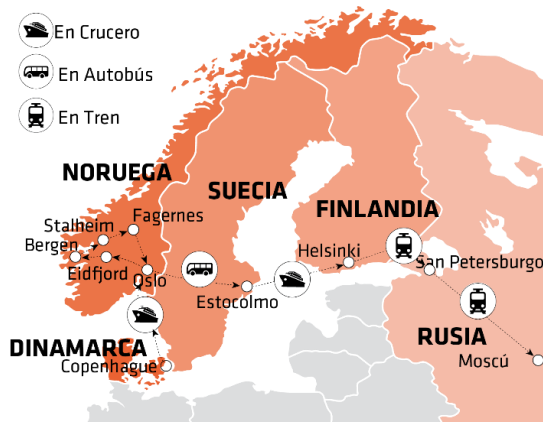 En Crucero
En Autobús
En Tren
NORUEGA
SUECIA
FINLANDIA
Stalheim
Fagernes
Bergen
Eidfjord
Oslo
Estocolmo
Helsinki
San Petersburgo
DINAMARCA
Copenhague
RUSIA
Moscú